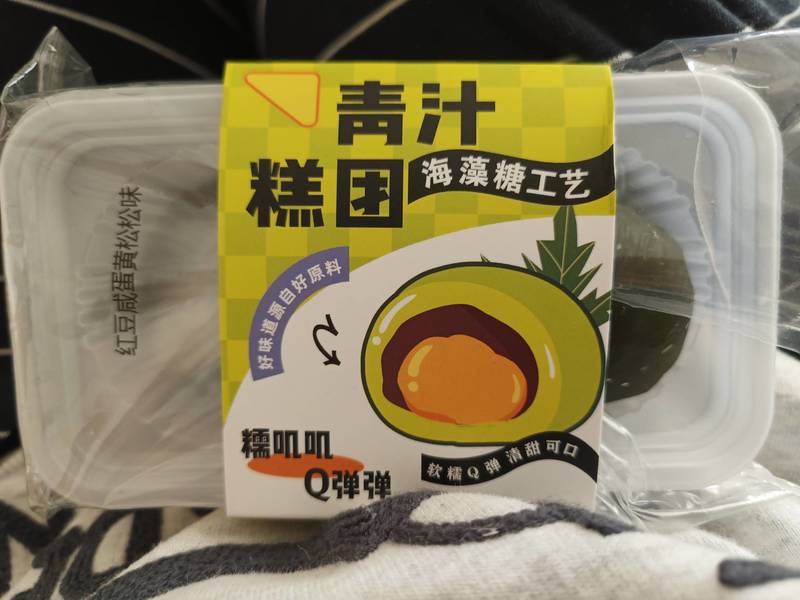 青汁
糕团
海藻糖工艺
好味道源自好原料
糯叽叽
Q弹弹
软糯Q弹 清甜可口
红豆咸蛋黄松松味